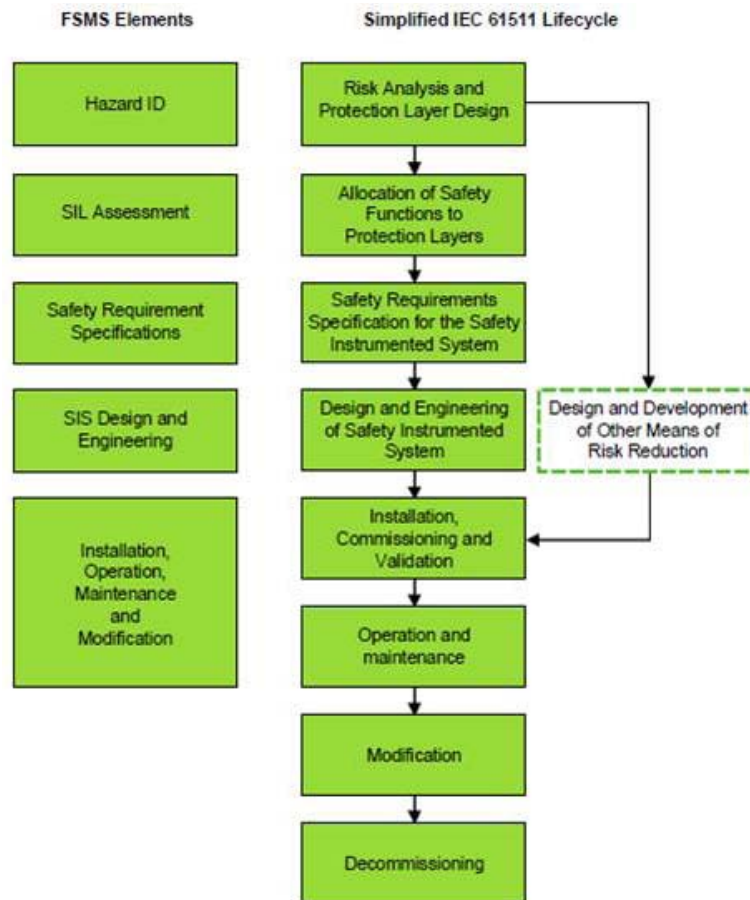 FSMS Elements
Simplified IEC 61511 Lifecycle
Hazard ID
SIL Assessment
Safety Requirement
Specifications
SIS Design and
Engineering
Installation,
Operation,
Maintenance
and
Modification
Risk Analysis and
Protection Layer Design
Allocation of Safety
Functions to
Protection Layers
Safety Requirements
Specification for the Safety
Instrumented System
Design and Engineering
of Safety Instrumented
System
Design and Development
of Other Means of
Risk Reduction
Installation,
Commissioning and
Validation
Operation and
maintenance
Modification
Decommissioning